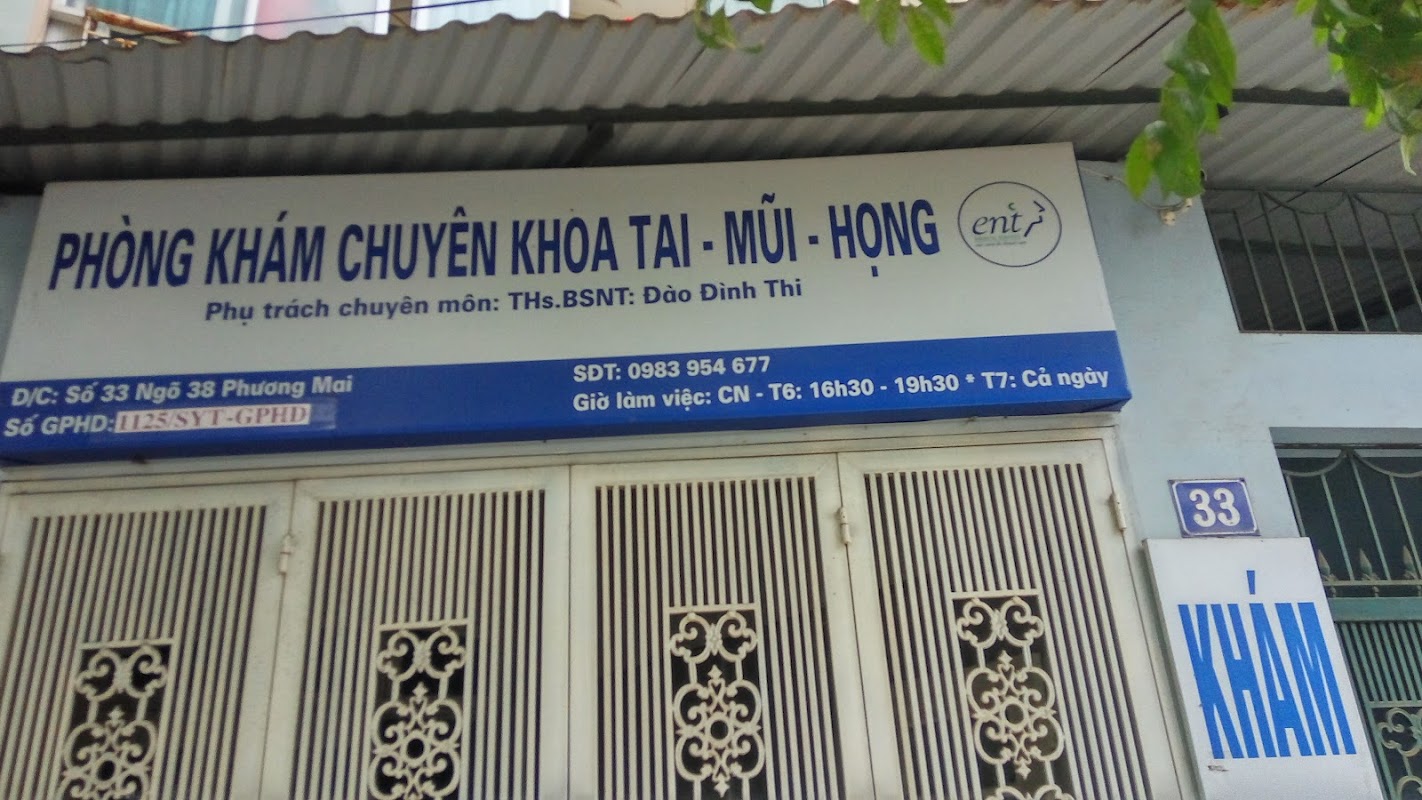 PHÒNG KHÁM CHUYÊN KHOA TAI - MŨI - HỌNG
ent
Phụ trách chuyên môn: THs.BSNT: Đào Đình Thi
Đ/C: Số 33 Ngõ 38 Phương Mai
Số GPHD: 1125/SYT-GPHD
SĐT: 0983 954 677
Giờ làm việc: CN - T6: 16h30 - 19h30 * T7: Cả ngày
33
KHÁM